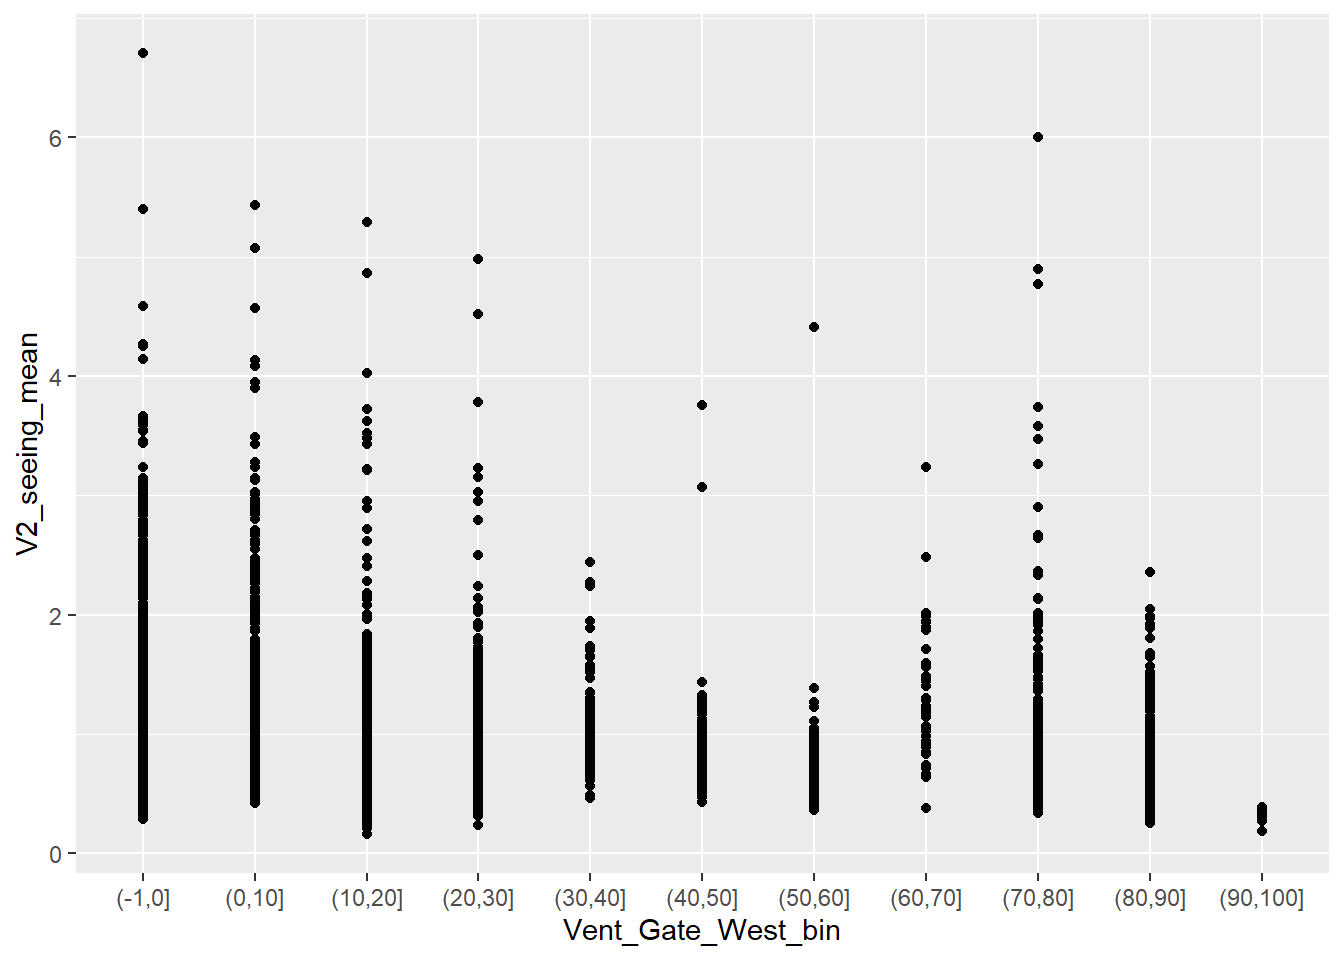 6
4
2
0
V2_seeing_mean
(-1,0] (0,10] (10,20] (20,30] (30,40] (40,50] (50,60] (60,70] (70,80] (80,90] (90,100]
Vent_Gate_West_bin